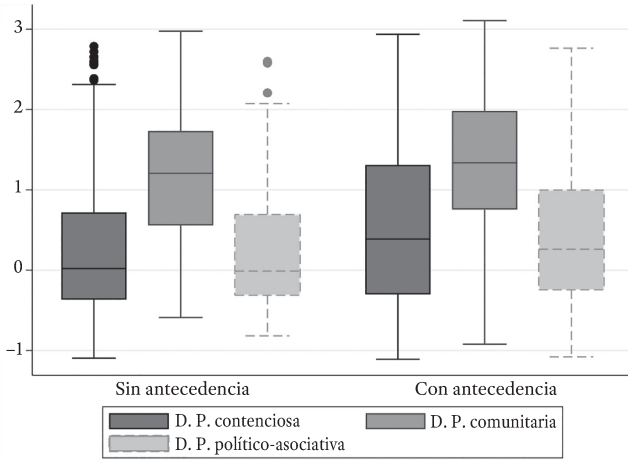 3
2
1
0
−1
Sin antecedencia Con antecedencia
D. P. contenciosa D. P. comunitaria
D. P. político-asociativa